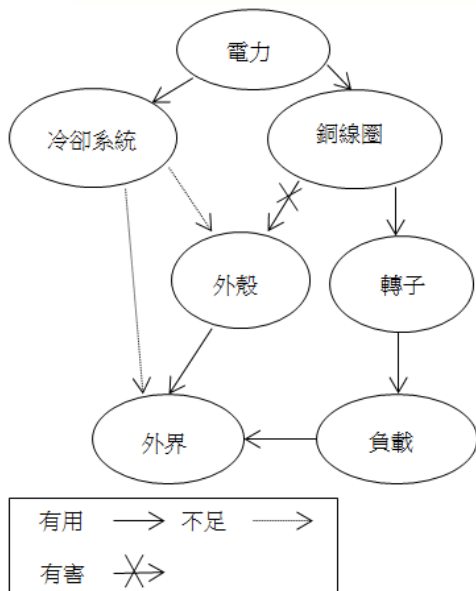 電力
冷卻系統
銅線圈
外殼
轉子
外界
負載
有用
不足
有害